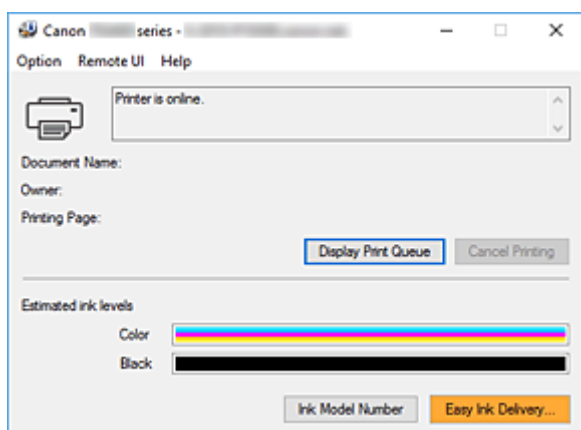 Canon series -
Option Remote UI Help
Printer is online.
Document Name:
Owner:
Printing Page:
Display Print Queue Cancel Printing
Estimated ink levels
Color
Black
Ink Model Number Easy Ink Delivery...